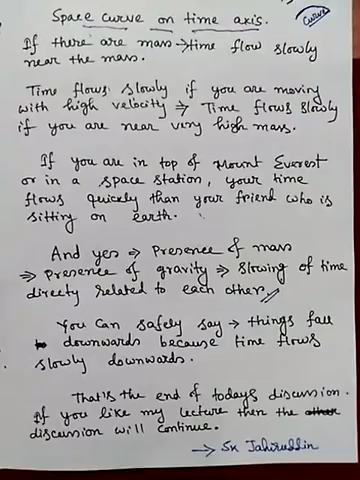 Space curve on time axis.
curve
If there are mass → time flow slowly
near the mass.
Time flows slowly if you are moving
with high velocity ⇒ Time flows slowly
if you are near very high mass.
If you are in top of Mount Everest
or in a space station, your time
flows quickly than your friend who is
sitting on earth.
And yes ⇒ Presence of mass
⇒ presence of gravity ⇒ slowing of time
directy related to each other
You can safely say → things fall
downwards because time flows
slowly downwards.
That's the end of todays discussion.
If you like my lecture then the
discussion will continue.
→ Sk Jahiruddin